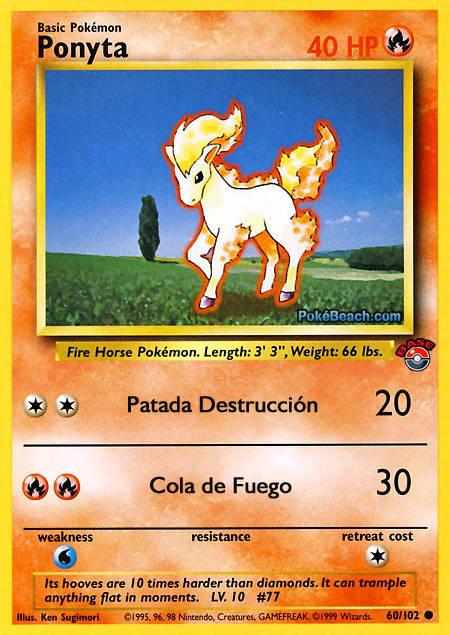 Basic Pokémon
Ponyta
40 HP
PokéBeach.com
Fire Horse Pokémon. Length: 3' 3", Weight: 66 lbs.
BASE
Patada Destrucción 20
Cola de Fuego 30
weakness resistance retreat cost
Its hooves are 10 times harder than diamonds. It can trample
anything flat in moments. LV. 10 #77
Illus. Ken Sugimori ©1995, 96, 98 Nintendo, Creatures, GAMEFREAK. ©1999 Wizards. 60/102